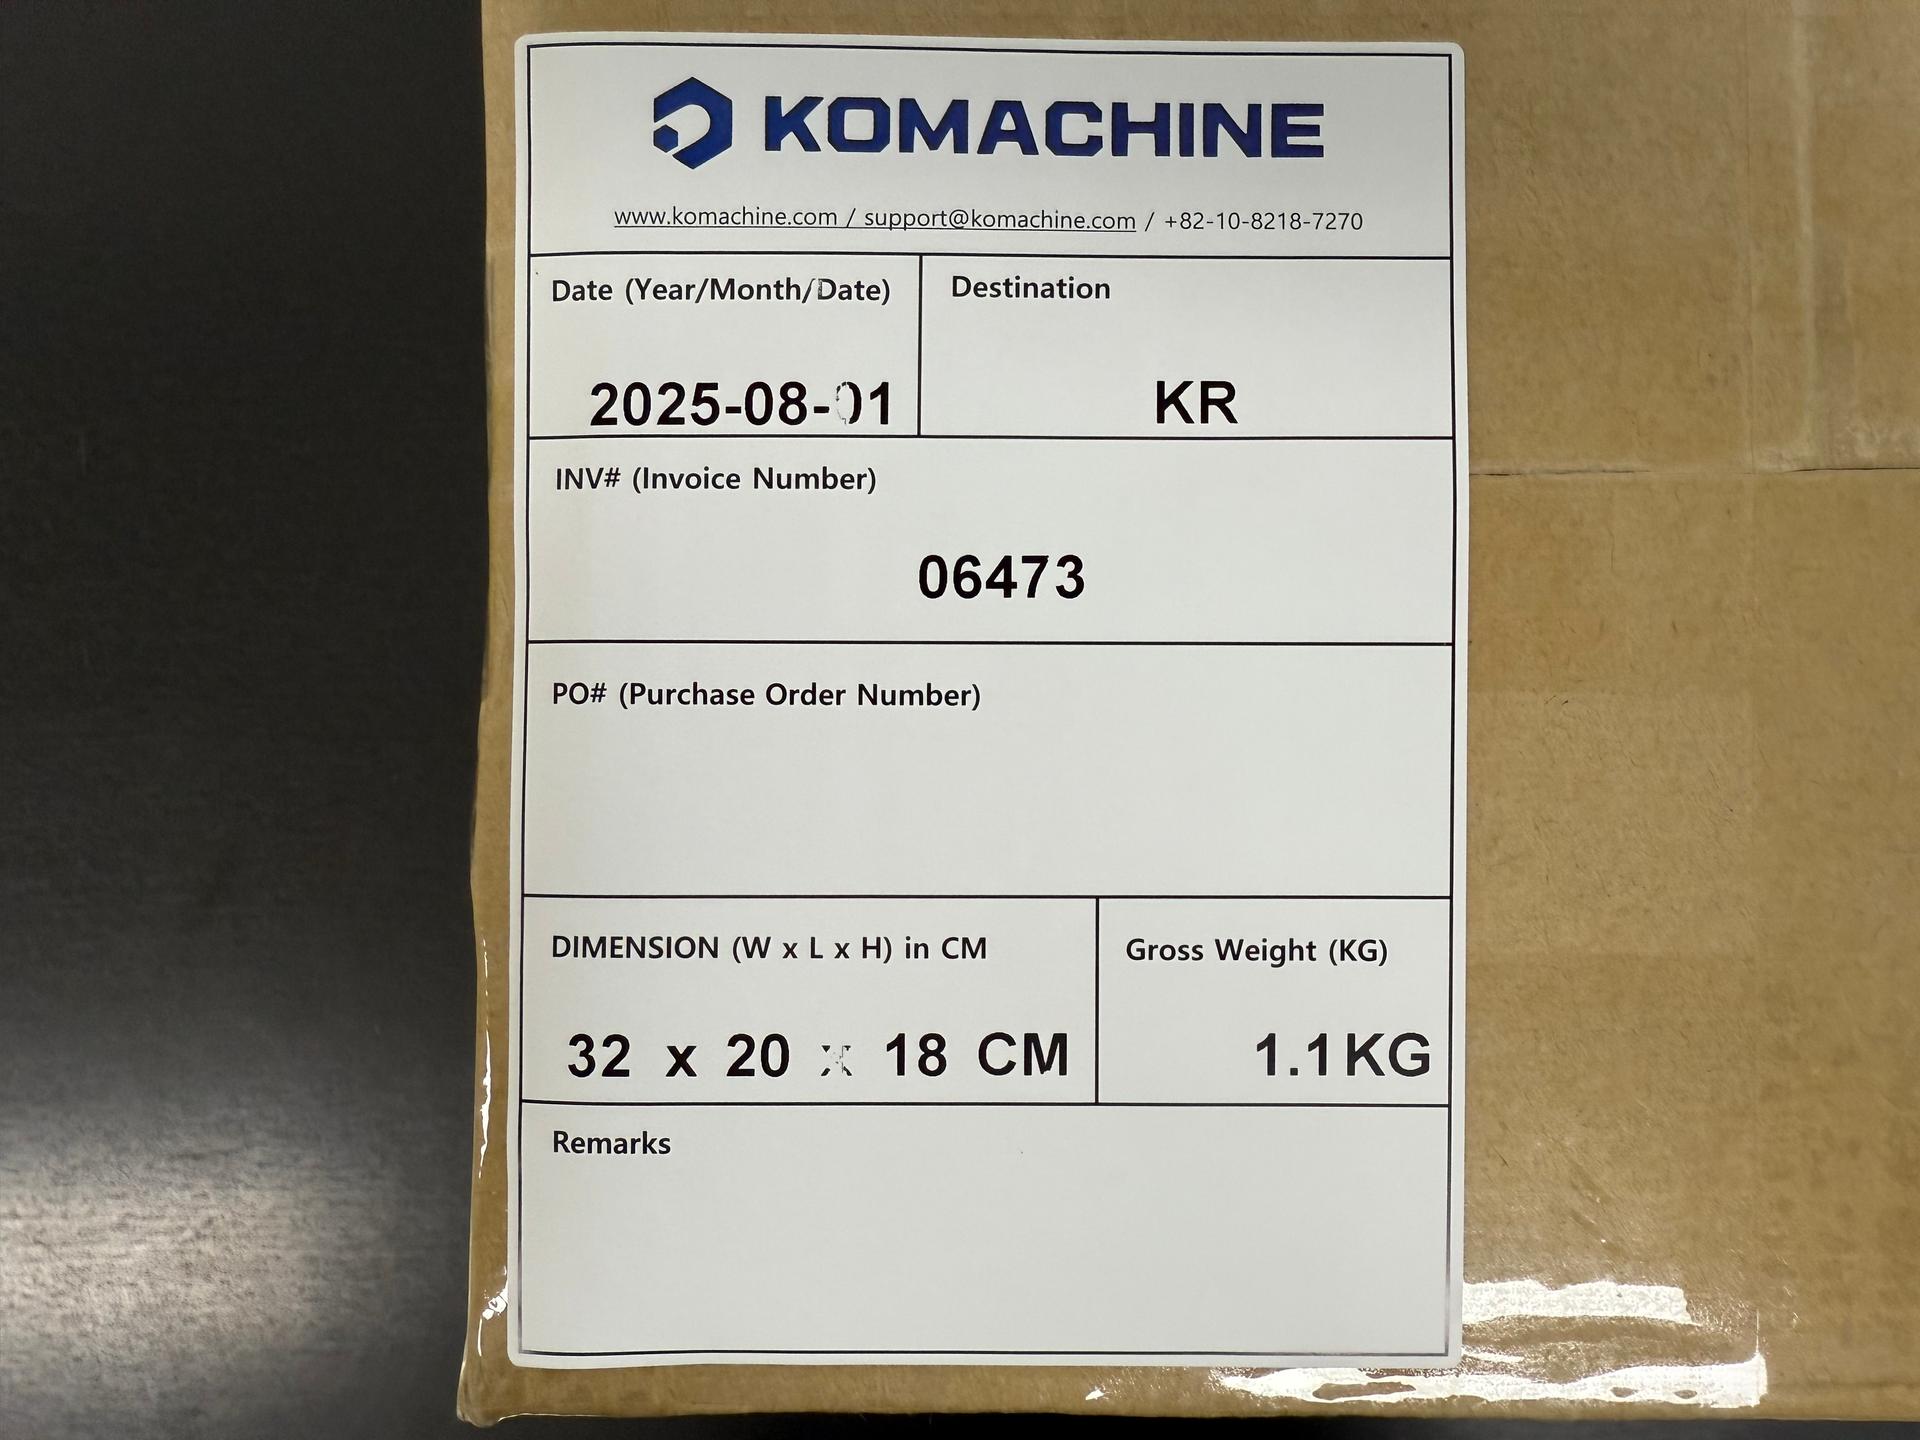 KOMACHINE
www.komachine.com / support@komachine.com / +82-10-8218-7270
Date (Year/Month/Date)
Destination
2025-08-01
KR
INV# (Invoice Number)
06473
PO# (Purchase Order Number)
DIMENSION (W x L x H) in CM
Gross Weight (KG)
32 x 20 x 18 CM
1.1KG
Remarks